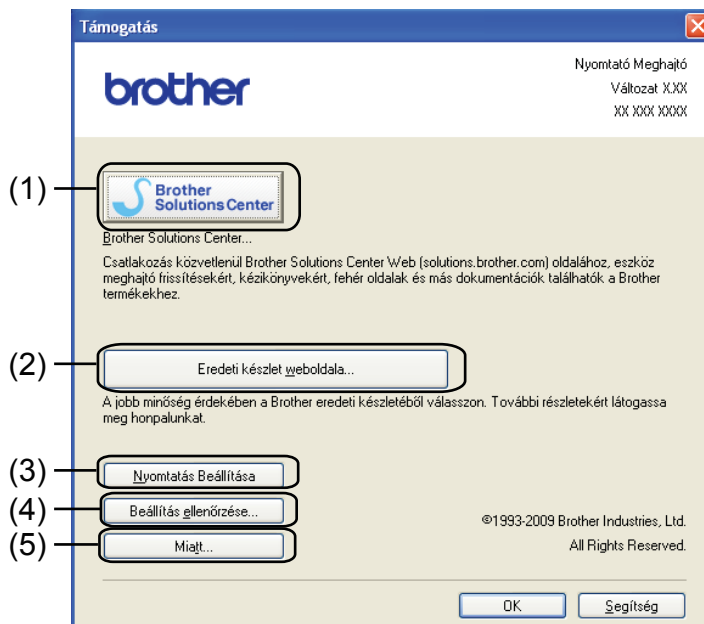 Támogatás
brother
Nyomtató Meghajtó
Változat X.XX
XX XXX XXXX
(1)
Brother
Solutions Center
Brother Solutions Center...
Csatlakozás közvetlenül Brother Solutions Center Web (solutions.brother.com) oldalához, eszköz
meghajtó frissítésekért, kézikönyvekért, fehér oldalak és más dokumentációk találhatók a Brother
termékekhez.
(2)
Eredeti készlet weboldala...
A jobb minőség érdekében a Brother eredeti készletéből válasszon. További részletekért látogassa
meg honpalunkat.
(3)
Nyomtatás Beállítása
(4)
Beállítás ellenőrzése...
(5)
Miatt...
©1993-2009 Brother Industries, Ltd.
All Rights Reserved.
OK
Segítség